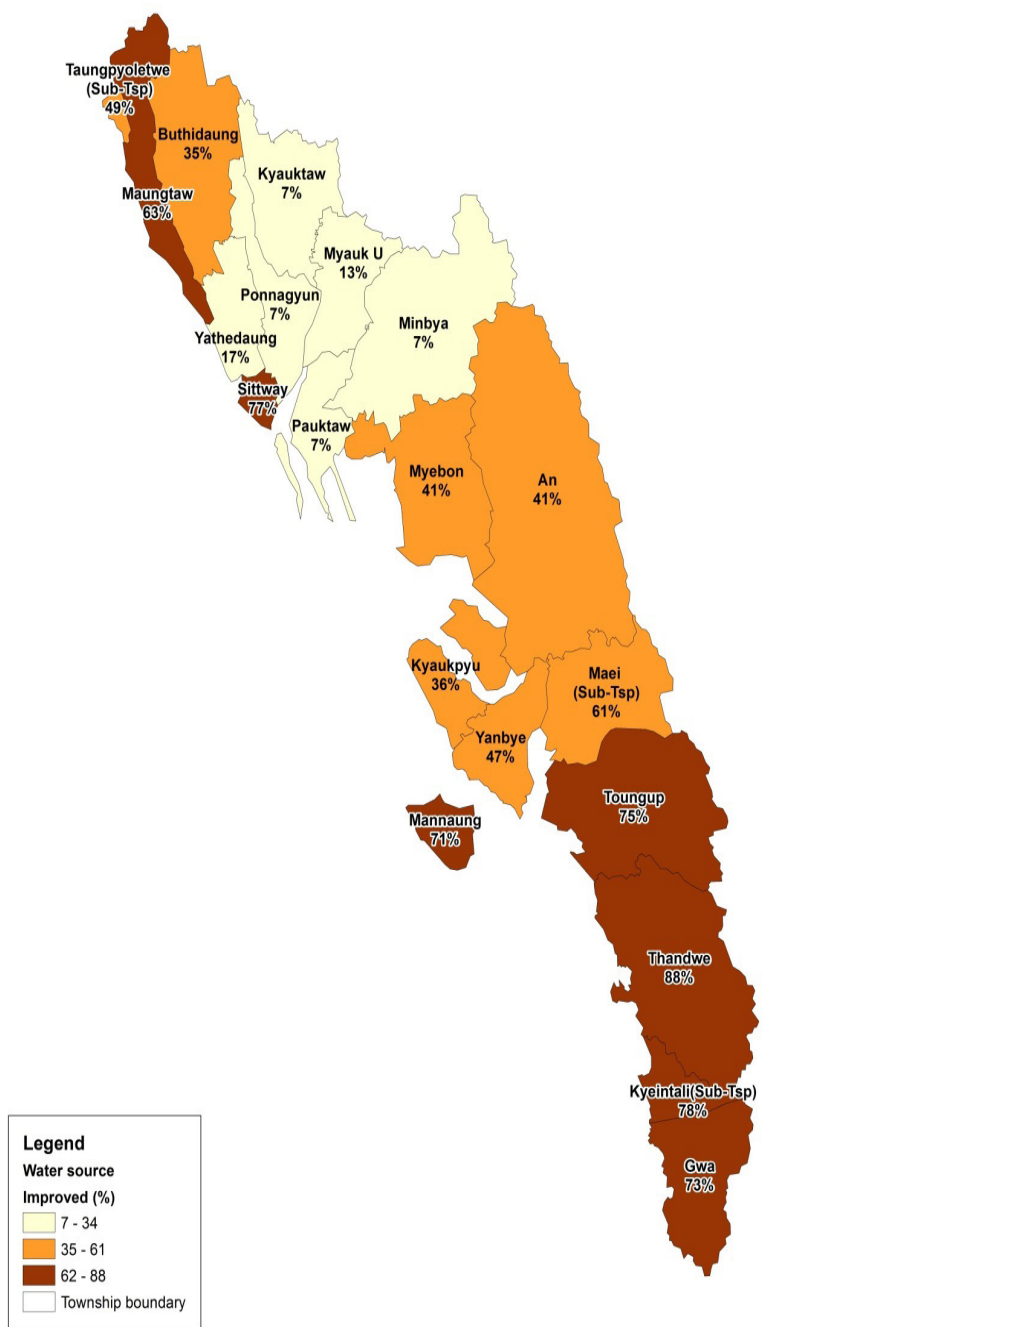 Taungpyoletwe
(Sub-Tsp)
49%
Buthidaung
35%
Kyauktaw
7%
Maungtaw
63%
Myauk U
13%
Ponnagyun
7%
Minbya
7%
Yathedaung
17%
Sittway
77%
Pauktaw
7%
Myebon
41%
An
41%
Kyaukpyu
36%
Maei
(Sub-Tsp)
61%
Yanbye
47%
Toungup
75%
Mannaung
71%
Thandwe
88%
Kyeintali(Sub-Tsp)
78%
Gwa
73%
Legend
Water source
Improved (%)
7 - 34
35 - 61
62 - 88
Township boundary